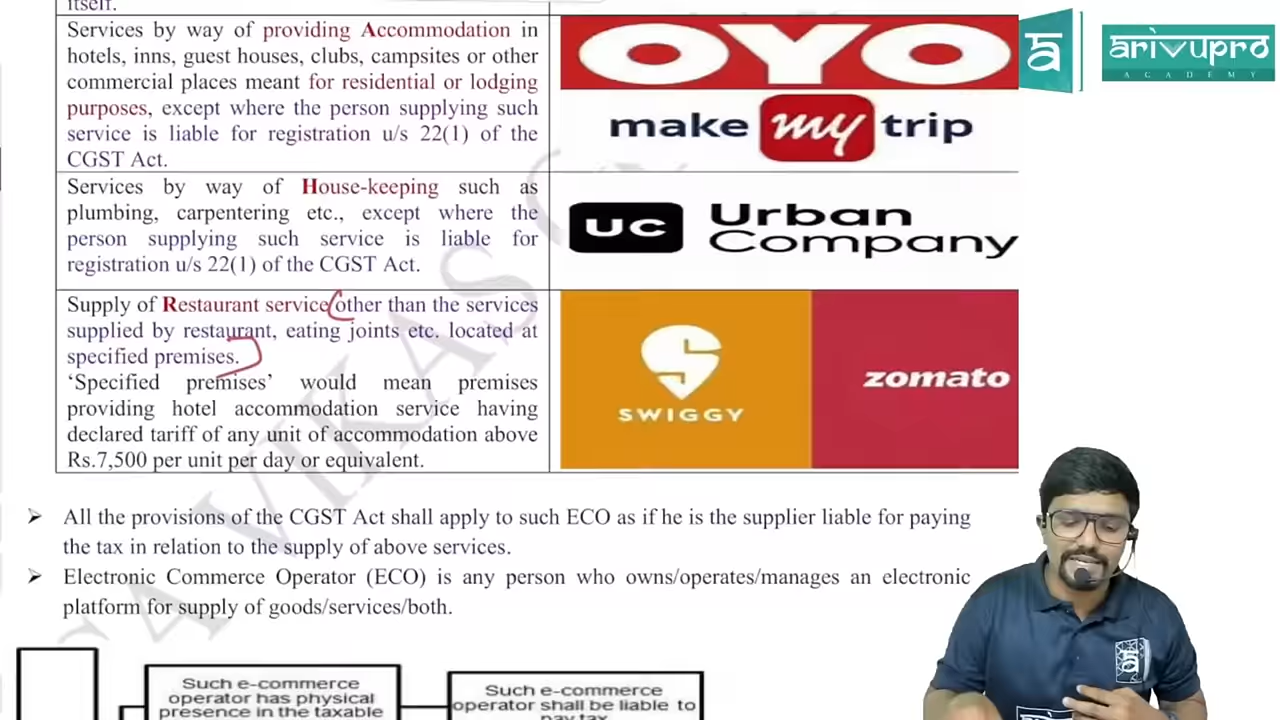 itself.
Services by way of providing Accommodation in
hotels, inns, guest houses, clubs, campsites or other
commercial places meant for residential or lodging
purposes, except where the person supplying such
service is liable for registration u/s 22(1) of the
CGST Act.
OYO
make my trip
Services by way of House-keeping such as
plumbing, carpentering etc., except where the
person supplying such service is liable for
registration u/s 22(1) of the CGST Act.
UC Urban
Company
Supply of Restaurant service other than the services
supplied by restaurant, eating joints etc. located at
specified premises.
‘Specified premises’ would mean premises
providing hotel accommodation service having
declared tariff of any unit of accommodation above
Rs.7,500 per unit per day or equivalent.
SWIGGY
zomato
ā arivupro
ACADEMY
➢ All the provisions of the CGST Act shall apply to such ECO as if he is the supplier liable for paying
the tax in relation to the supply of above services.
➢ Electronic Commerce Operator (ECO) is any person who owns/operates/manages an electronic
platform for supply of goods/services/both.
Such e-commerce
operator has physical
presence in the taxable
Such e-commerce
operator shall be liable to
pay tax
CA VIKAS
ā